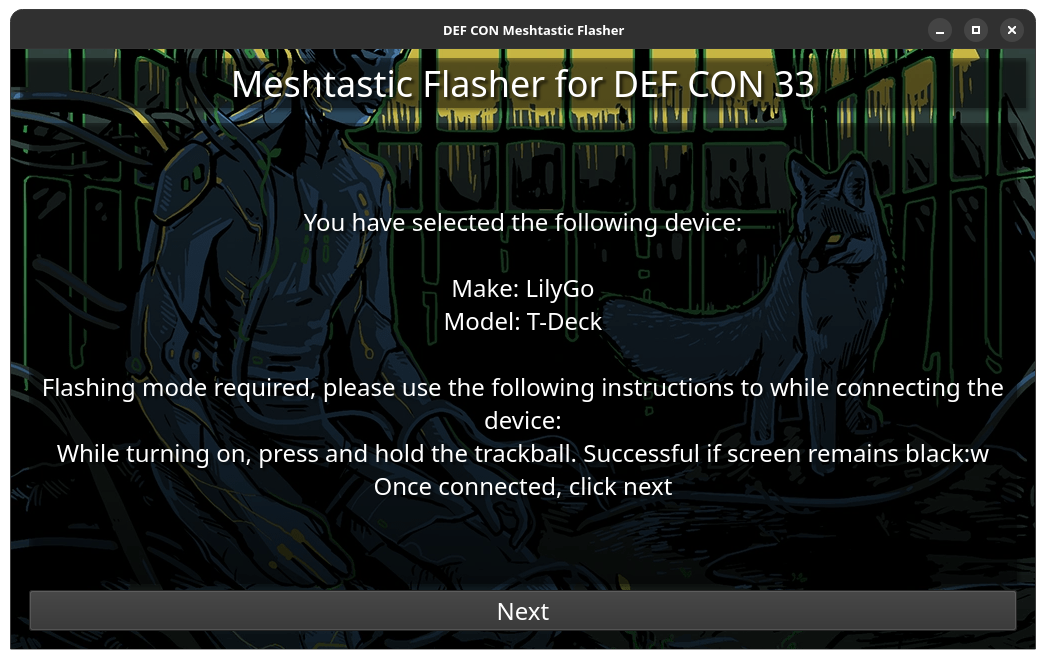 DEF CON Meshtastic Flasher
Meshtastic Flasher for DEF CON 33
You have selected the following device:
Make: LilyGo
Model: T-Deck
Flashing mode required, please use the following instructions to while connecting the
device:
While turning on, press and hold the trackball. Successful if screen remains black:w
Once connected, click next
Next